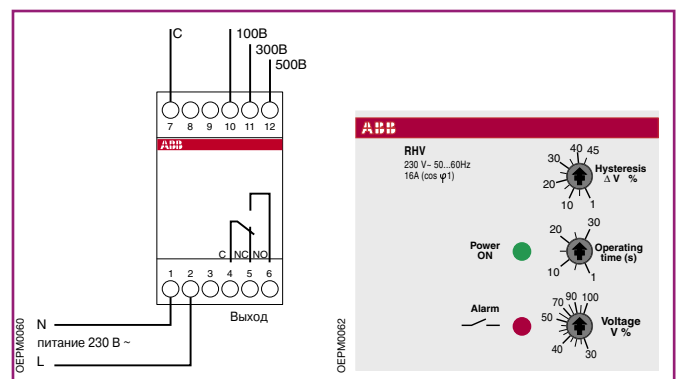 C
100В
300В
500В
7 8 9 10 11 12
ABB
C NC NO
1 2 3 4 5 6
Выход
N
питание 230 В ~
L
OEPM0060
ABB
RHV
230 V~ 50...60Hz
16A (cos φ1)
40 45
30
20
10 1
Hysteresis
Δ V %
Power
ON
30
20
10 1
Operating
time (s)
Alarm
90 100
70
50
40 30
Voltage
V %
OEPM0062